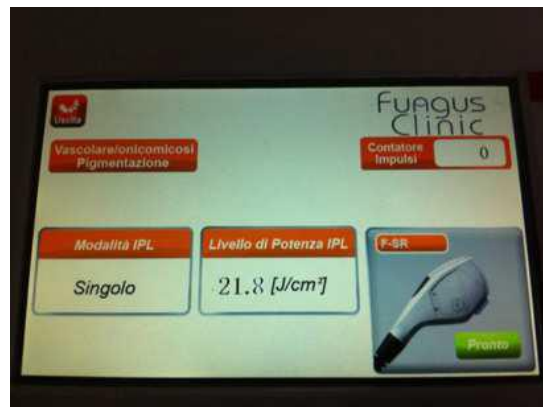 Uscita
Fungus
Clinic
Vascolare/onicomicosi
Pigmentazione
Contatore
Impulsi
0
Modalità IPL
Singolo
Livello di Potenza IPL
21.8 [J/cm²]
F-SR
Pronto